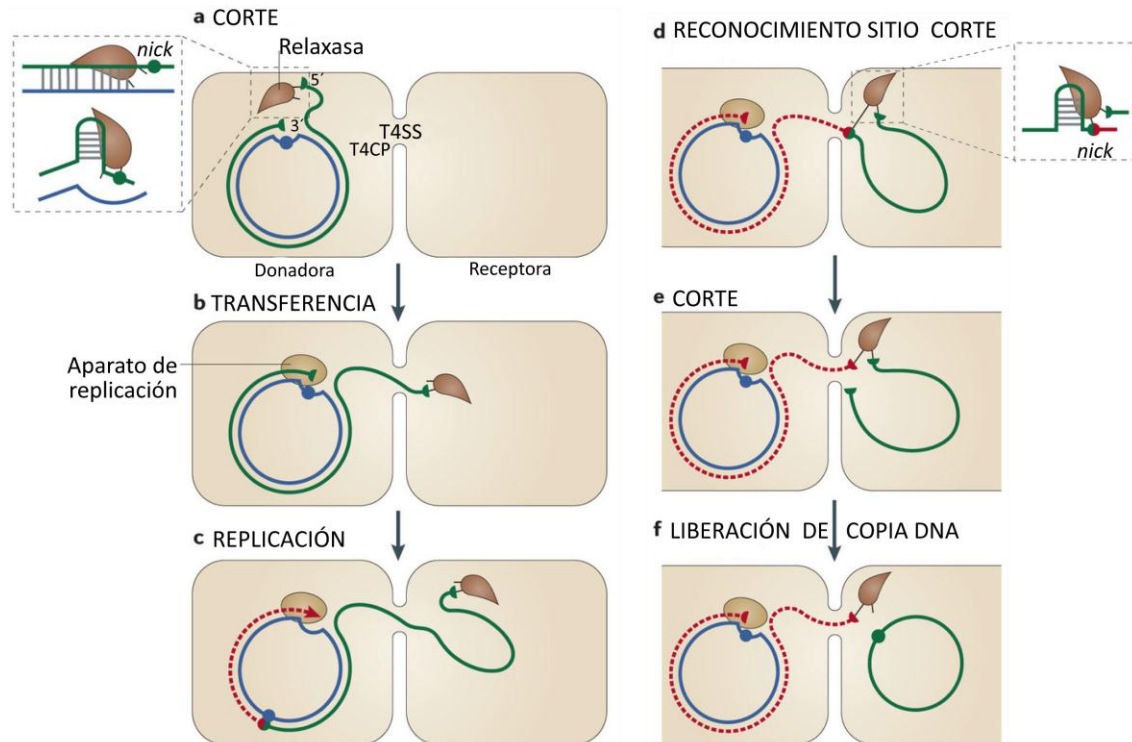 a CORTE
nick
Relaxasa
5´
3´
T4SS
T4CP
Donadora
Receptora
b TRANSFERENCIA
Aparato de
replicación
c REPLICACIÓN
d RECONOCIMIENTO SITIO CORTE
nick
e CORTE
f LIBERACIÓN DE COPIA DNA